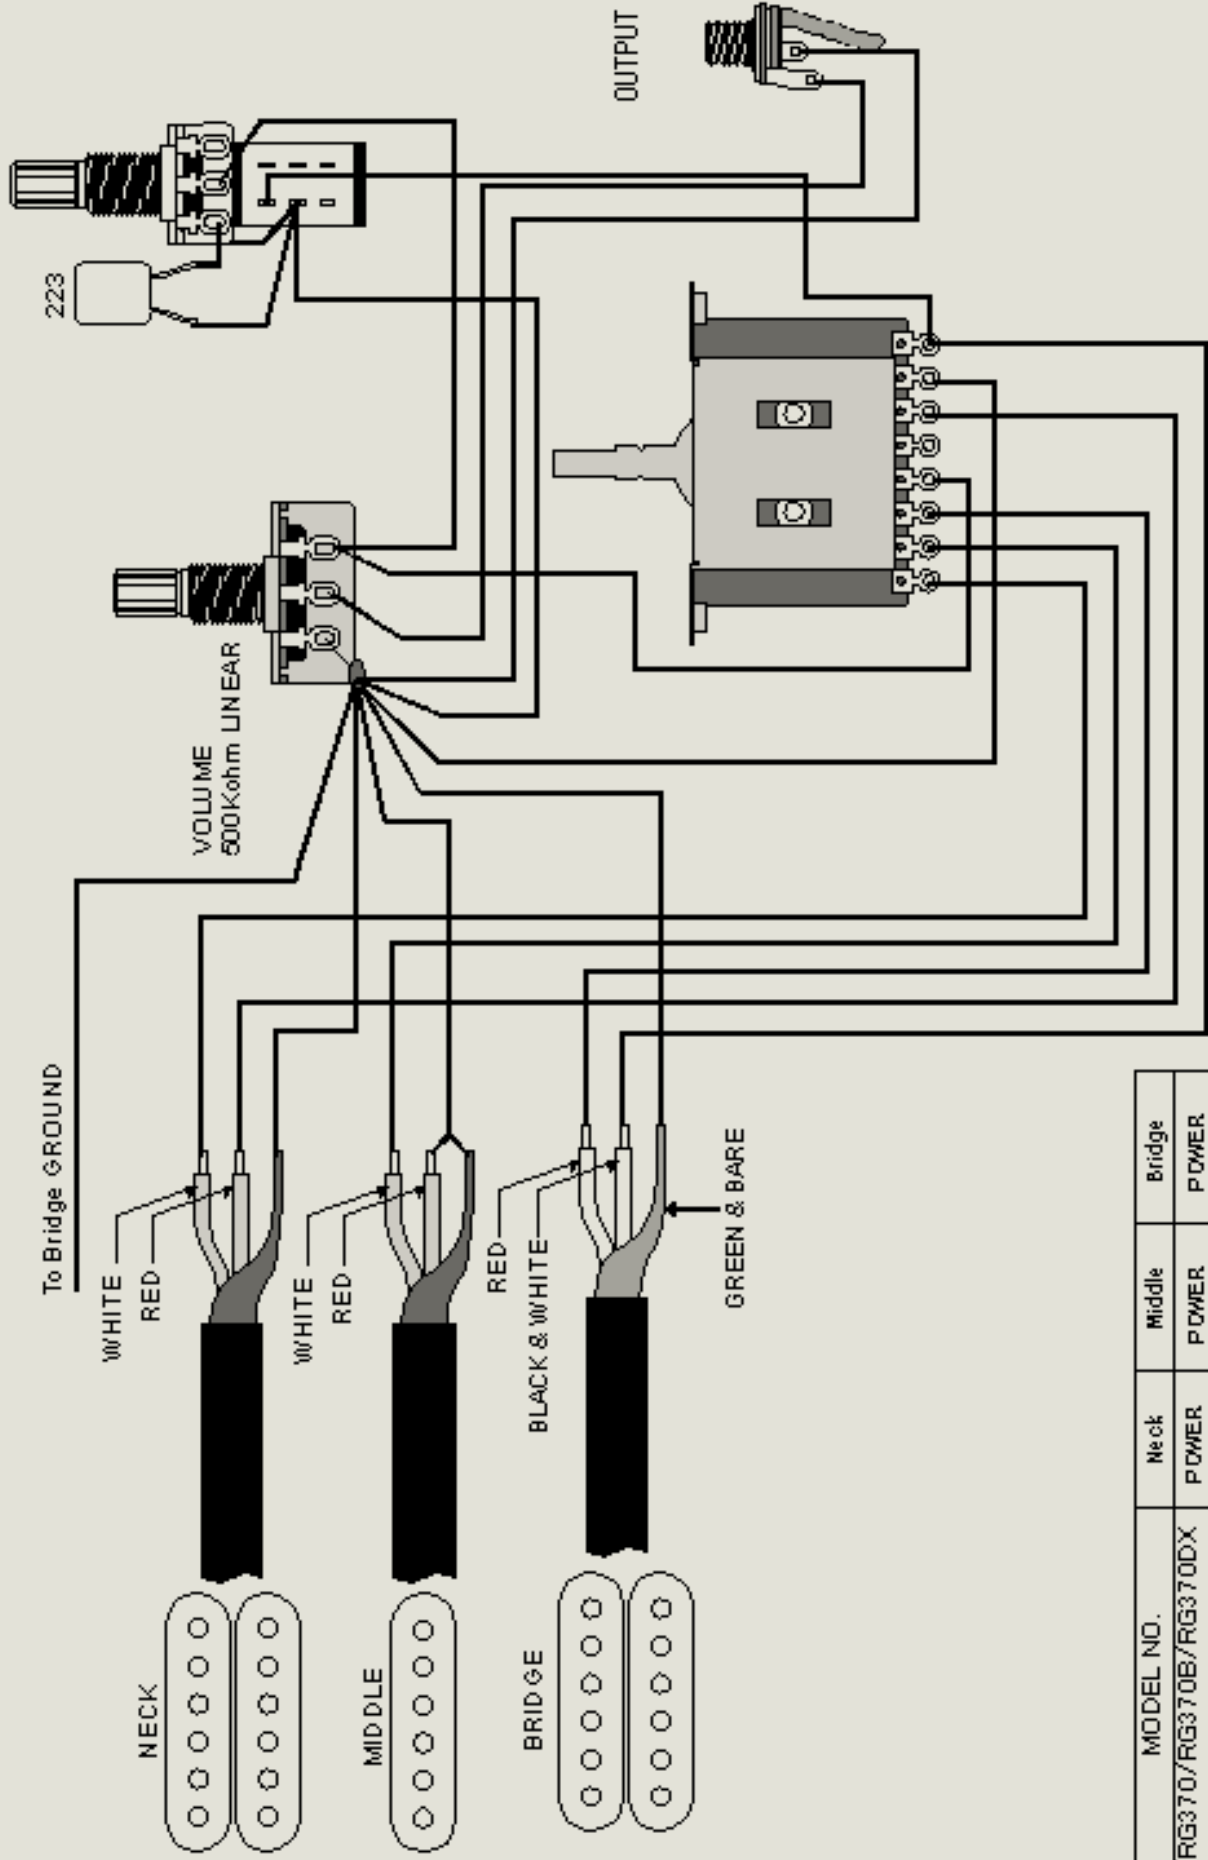 223
OUTPUT
VOLUME
500Kohm LINEAR
To Bridge GROUND
WHITE
RED
WHITE
RED
RED
BLACK & WHITE
GREEN & BARE
NECK
MIDDLE
BRIDGE
MODEL NO. Neck Middle Bridge
RG370/RG370B/RG370DX POWER POWER POWER